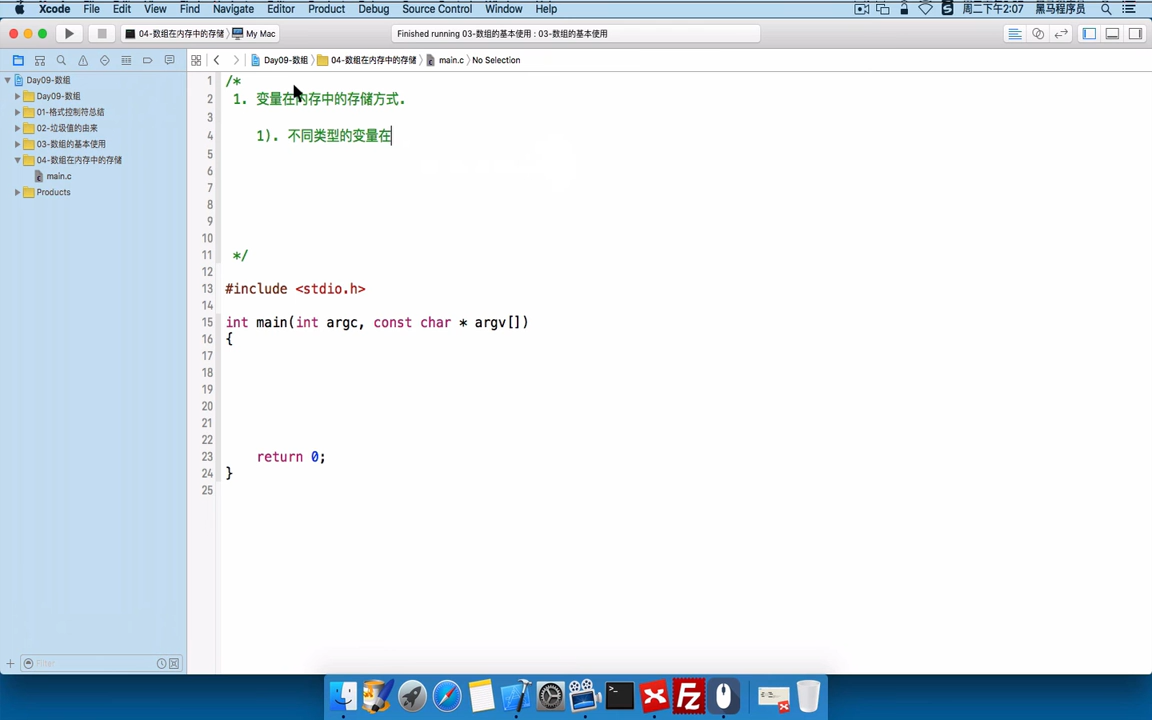 Xcode File Edit View Find Navigate Editor Product Debug Source Control Window Help 周二下午2:07 黑马程序员
04-数组在内存中的存储 My Mac Finished running 03-数组的基本使用 : 03-数组的基本使用
Day09-数组 04-数组在内存中的存储 main.c No Selection
Day09-数组
Day09-数组
01-格式控制符总结
02-垃圾值的由来
03-数组的基本使用
04-数组在内存中的存储
main.c
Products
Filter
1 /*
2 1. 变量在内存中的存储方式.
3
4 1). 不同类型的变量在
5
6
7
8
9
10
11 */
12
13 #include <stdio.h>
14
15 int main(int argc, const char * argv[])
16 {
17
18
19
20
21
22
23 return 0;
24 }
25